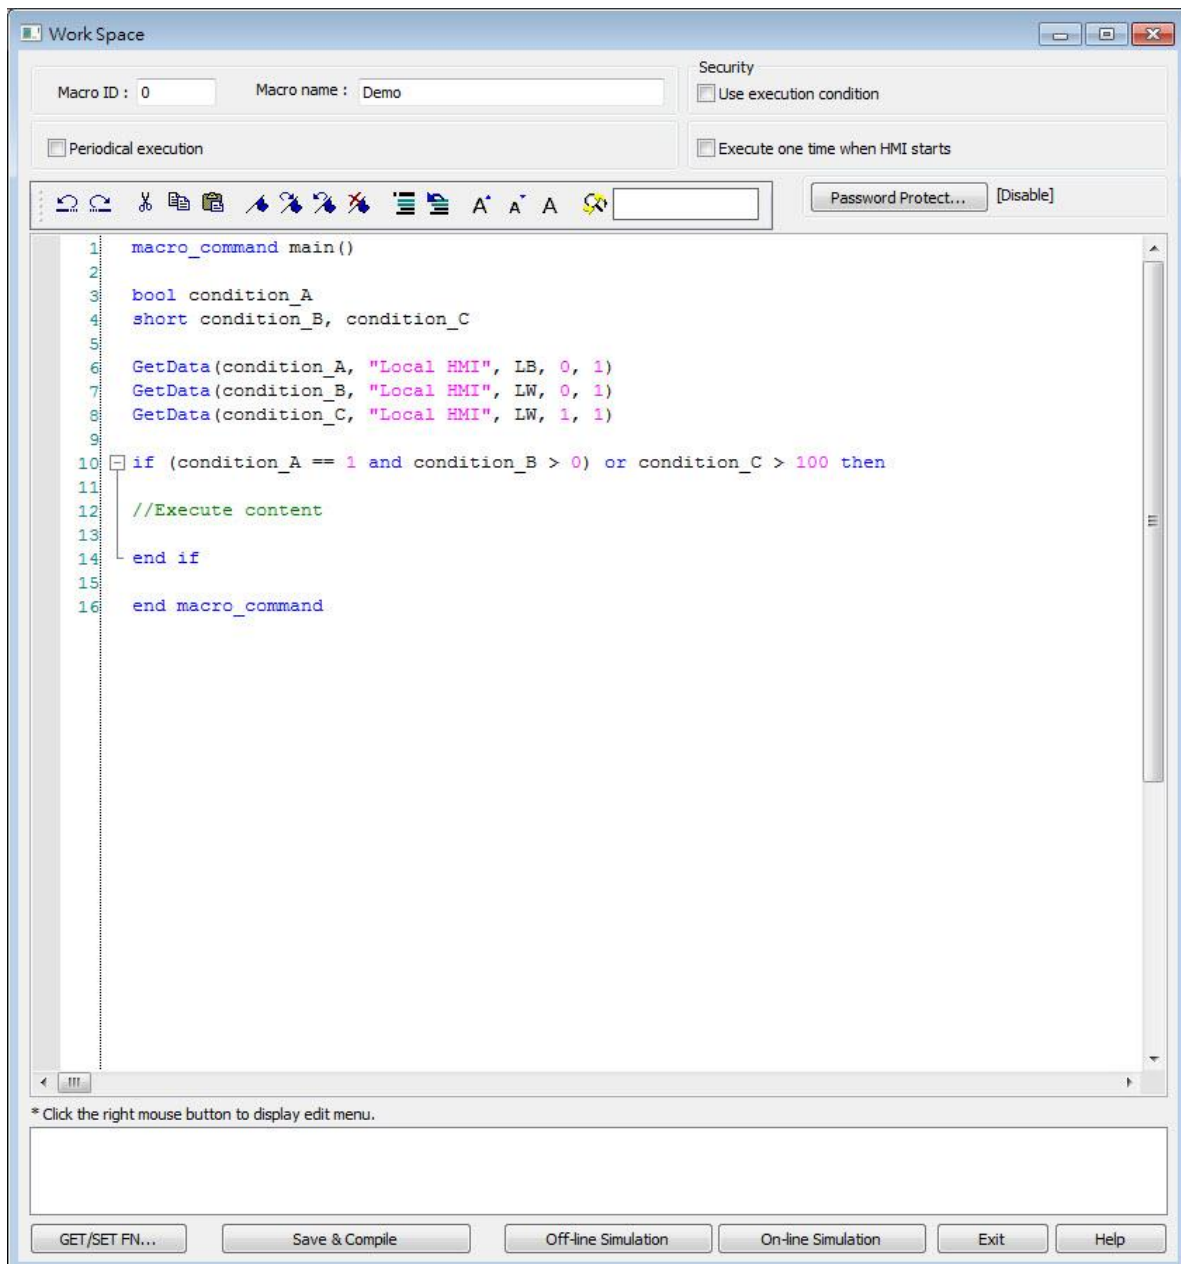 Work Space
Macro ID : 0 Macro name : Demo
Security
Use execution condition
Periodical execution
Execute one time when HMI starts
Password Protect... [Disable]
1 macro_command main()
2
3 bool condition_A
4 short condition_B, condition_C
5
6 GetData(condition_A, "Local HMI", LB, 0, 1)
7 GetData(condition_B, "Local HMI", LW, 0, 1)
8 GetData(condition_C, "Local HMI", LW, 1, 1)
9
10 if (condition_A == 1 and condition_B > 0) or condition_C > 100 then
11
12 //Execute content
13
14 end if
15
16 end macro_command
* Click the right mouse button to display edit menu.
GET/SET FN... Save & Compile Off-line Simulation On-line Simulation Exit Help